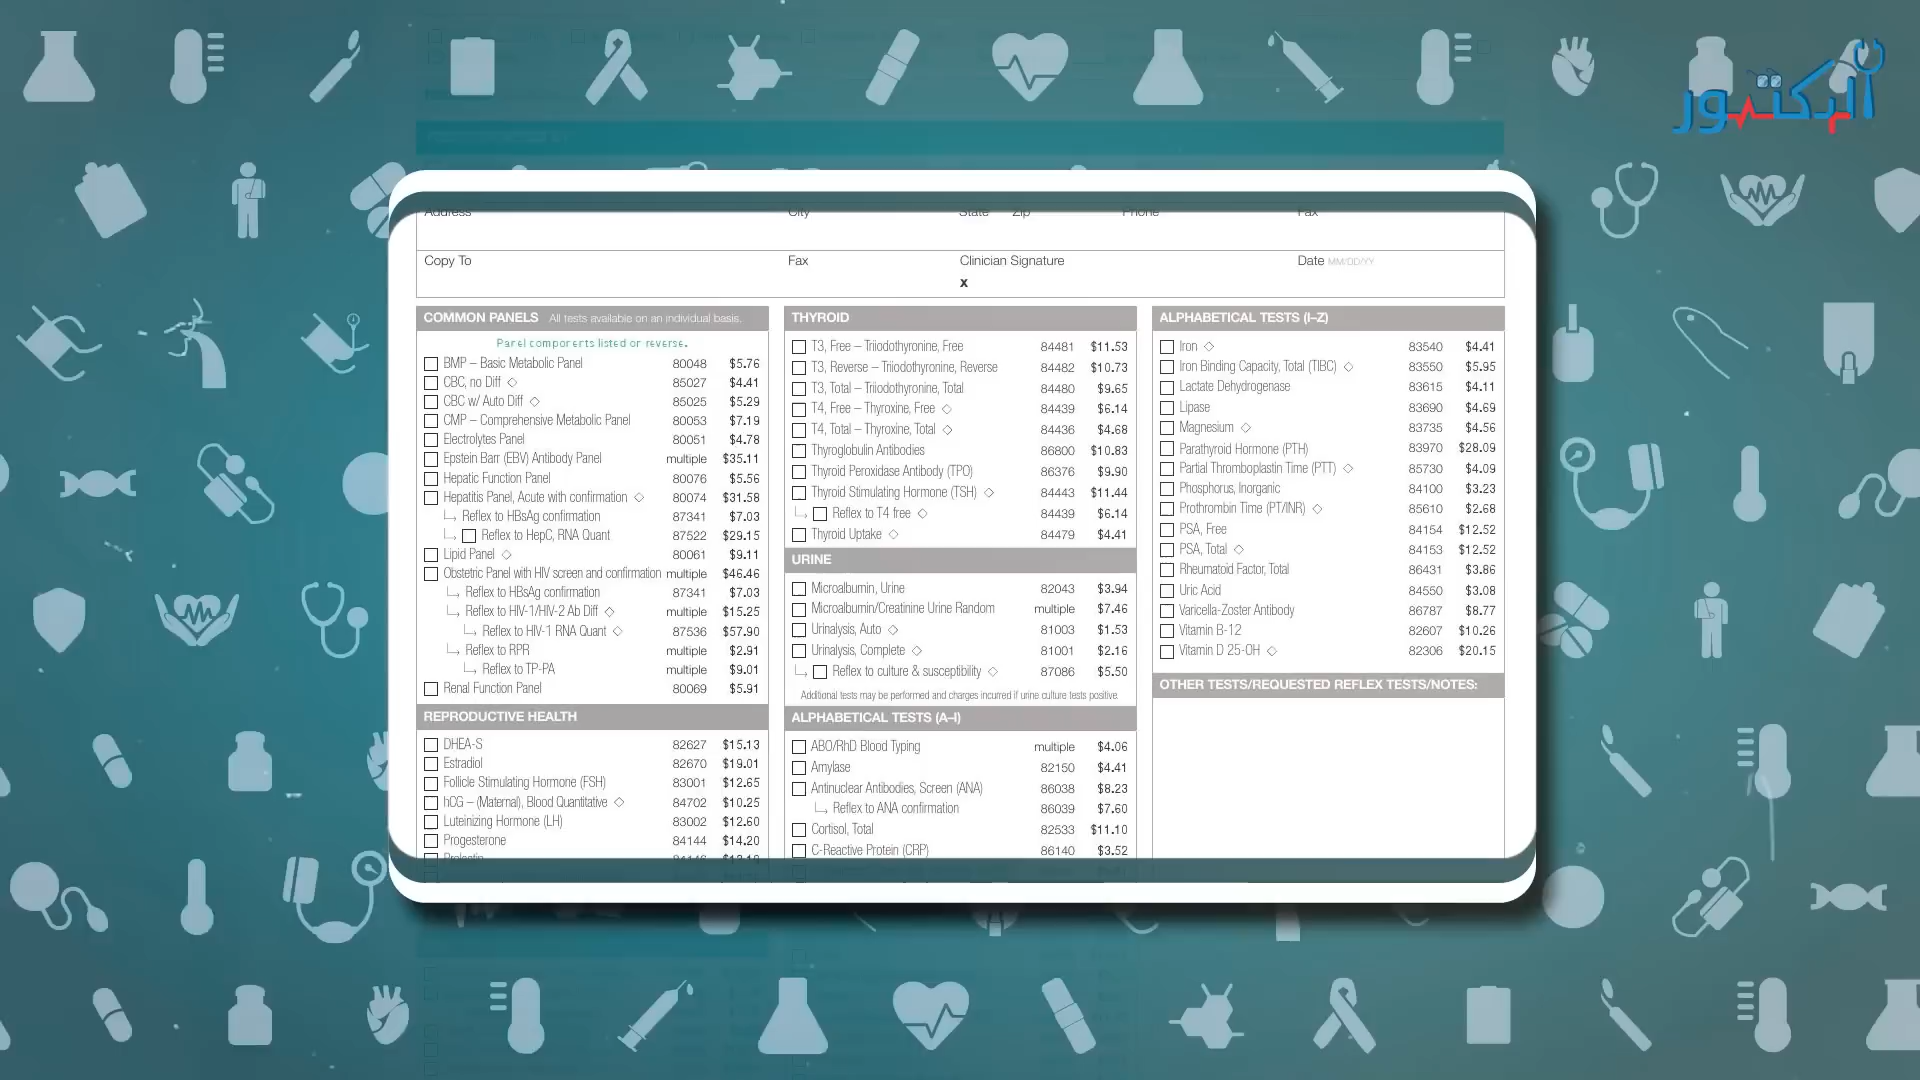 الدكتور
Address City State Zip Phone Fax
Copy To Fax Clinician Signature Date MM/DD/YY
x
COMMON PANELS All tests available on an individual basis.
Panel components listed or reverse.
BMP – Basic Metabolic Panel 80048 $5.76
CBC, no Diff ◇ 85027 $4.41
CBC w/ Auto Diff ◇ 85025 $5.29
CMP – Comprehensive Metabolic Panel 80053 $7.19
Electrolytes Panel 80051 $4.78
Epstein Barr (EBV) Antibody Panel multiple $35.11
Hepatic Function Panel 80076 $5.56
Hepatitis Panel, Acute with confirmation ◇ 80074 $31.58
Reflex to HBsAg confirmation 87341 $7.03
Reflex to HepC, RNA Quant 87522 $29.15
Lipid Panel ◇ 80061 $9.11
Obstetric Panel with HIV screen and confirmation multiple $46.46
Reflex to HBsAg confirmation 87341 $7.03
Reflex to HIV-1/HIV-2 Ab Diff ◇ multiple $15.25
Reflex to HIV-1 RNA Quant ◇ 87536 $57.90
Reflex to RPR multiple $2.91
Reflex to TP-PA multiple $9.01
Renal Function Panel 80069 $5.91
REPRODUCTIVE HEALTH
DHEA-S 82627 $15.13
Estradiol 82670 $19.01
Follicle Stimulating Hormone (FSH) 83001 $12.65
hCG – (Maternal), Blood Quantitative ◇ 84702 $10.25
Luteinizing Hormone (LH) 83002 $12.60
Progesterone 84144 $14.20
Prolactin
THYROID
T3, Free – Triiodothyronine, Free 84481 $11.53
T3, Reverse – Triiodothyronine, Reverse 84482 $10.73
T3, Total – Triiodothyronine, Total 84480 $9.65
T4, Free – Thyroxine, Free ◇ 84439 $6.14
T4, Total – Thyroxine, Total ◇ 84436 $4.68
Thyroglobulin Antibodies 86800 $10.83
Thyroid Peroxidase Antibody (TPO) 86376 $9.90
Thyroid Stimulating Hormone (TSH) ◇ 84443 $11.44
Reflex to T4 free ◇ 84439 $6.14
Thyroid Uptake ◇ 84479 $4.41
URINE
Microalbumin, Urine 82043 $3.94
Microalbumin/Creatinine Urine Random multiple $7.46
Urinalysis, Auto ◇ 81003 $1.53
Urinalysis, Complete ◇ 81001 $2.16
Reflex to culture & susceptibility ◇ 87086 $5.50
Additional tests may be performed and charges incurred if urine culture tests positive.
ALPHABETICAL TESTS (A–I)
ABO/RhD Blood Typing multiple $4.06
Amylase 82150 $4.41
Antinuclear Antibodies, Screen (ANA) 86038 $8.23
Reflex to ANA confirmation 86039 $7.60
Cortisol, Total 82533 $11.10
C-Reactive Protein (CRP) 86140 $3.52
ALPHABETICAL TESTS (I–Z)
Iron ◇ 83540 $4.41
Iron Binding Capacity, Total (TIBC) ◇ 83550 $5.95
Lactate Dehydrogenase 83615 $4.11
Lipase 83690 $4.69
Magnesium ◇ 83735 $4.56
Parathyroid Hormone (PTH) 83970 $28.09
Partial Thromboplastin Time (PTT) ◇ 85730 $4.09
Phosphorus, Inorganic 84100 $3.23
Prothrombin Time (PT/INR) ◇ 85610 $2.68
PSA, Free 84154 $12.52
PSA, Total ◇ 84153 $12.52
Rheumatoid Factor, Total 86431 $3.86
Uric Acid 84550 $3.08
Varicella-Zoster Antibody 86787 $8.77
Vitamin B-12 82607 $10.26
Vitamin D 25-OH ◇ 82306 $20.15
OTHER TESTS/REQUESTED REFLEX TESTS/NOTES: